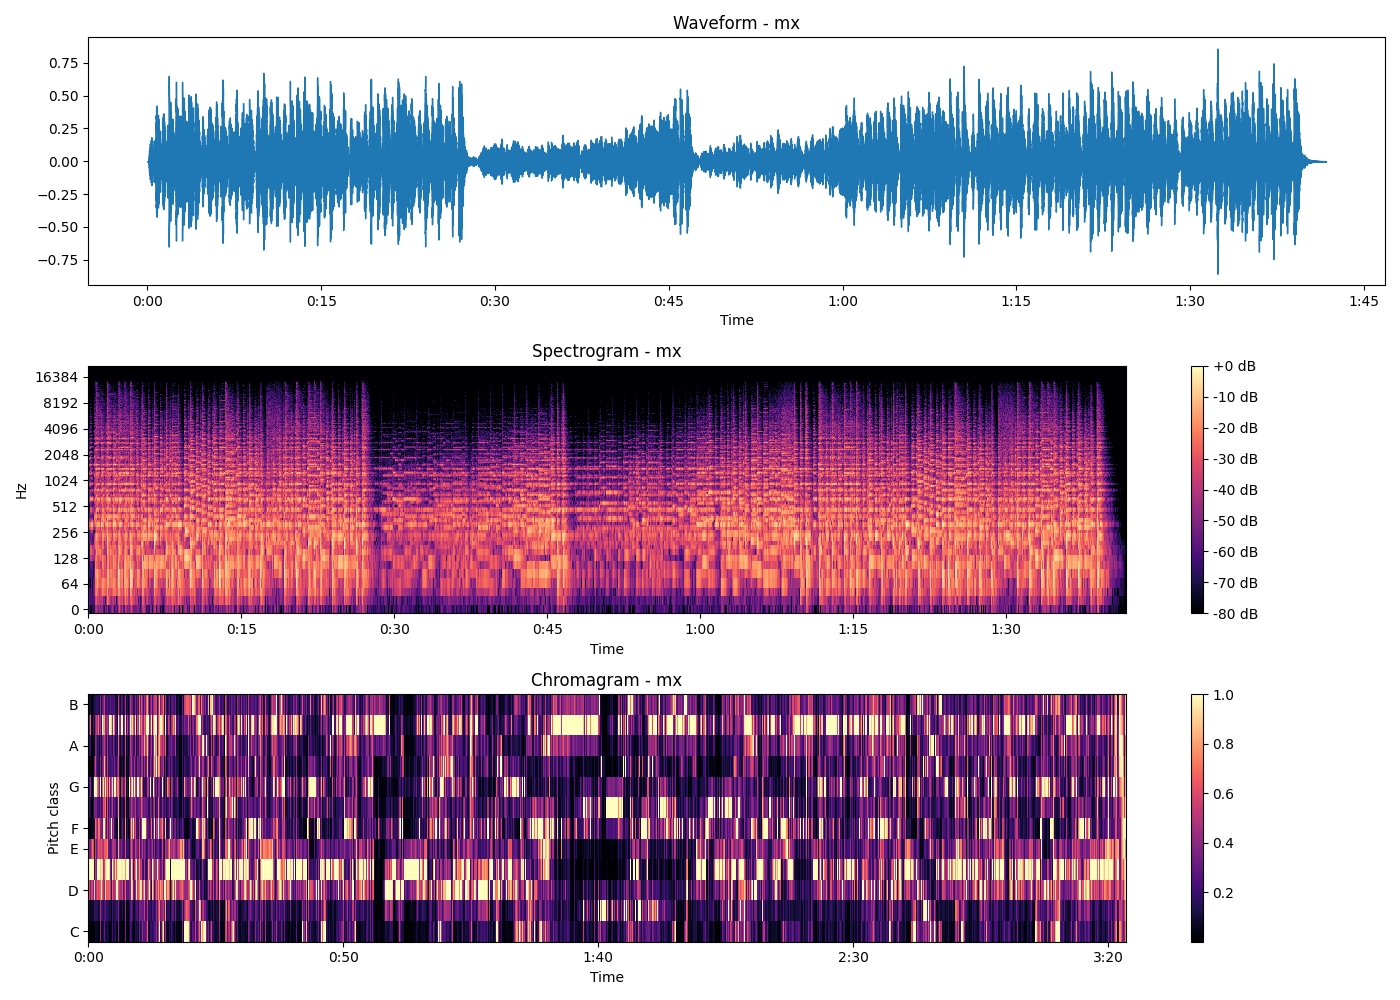 Waveform - mx
0.75
0.50
0.25
0.00
−0.25
−0.50
−0.75
0:00 0:15 0:30 0:45 1:00 1:15 1:30 1:45
Time
Spectrogram - mx
Hz
16384
8192
4096
2048
1024
512
256
128
64
0
0:00 0:15 0:30 0:45 1:00 1:15 1:30
Time
+0 dB
-10 dB
-20 dB
-30 dB
-40 dB
-50 dB
-60 dB
-70 dB
-80 dB
Chromagram - mx
Pitch class
B
A
G
F
E
D
C
0:00 0:50 1:40 2:30 3:20
Time
1.0
0.8
0.6
0.4
0.2